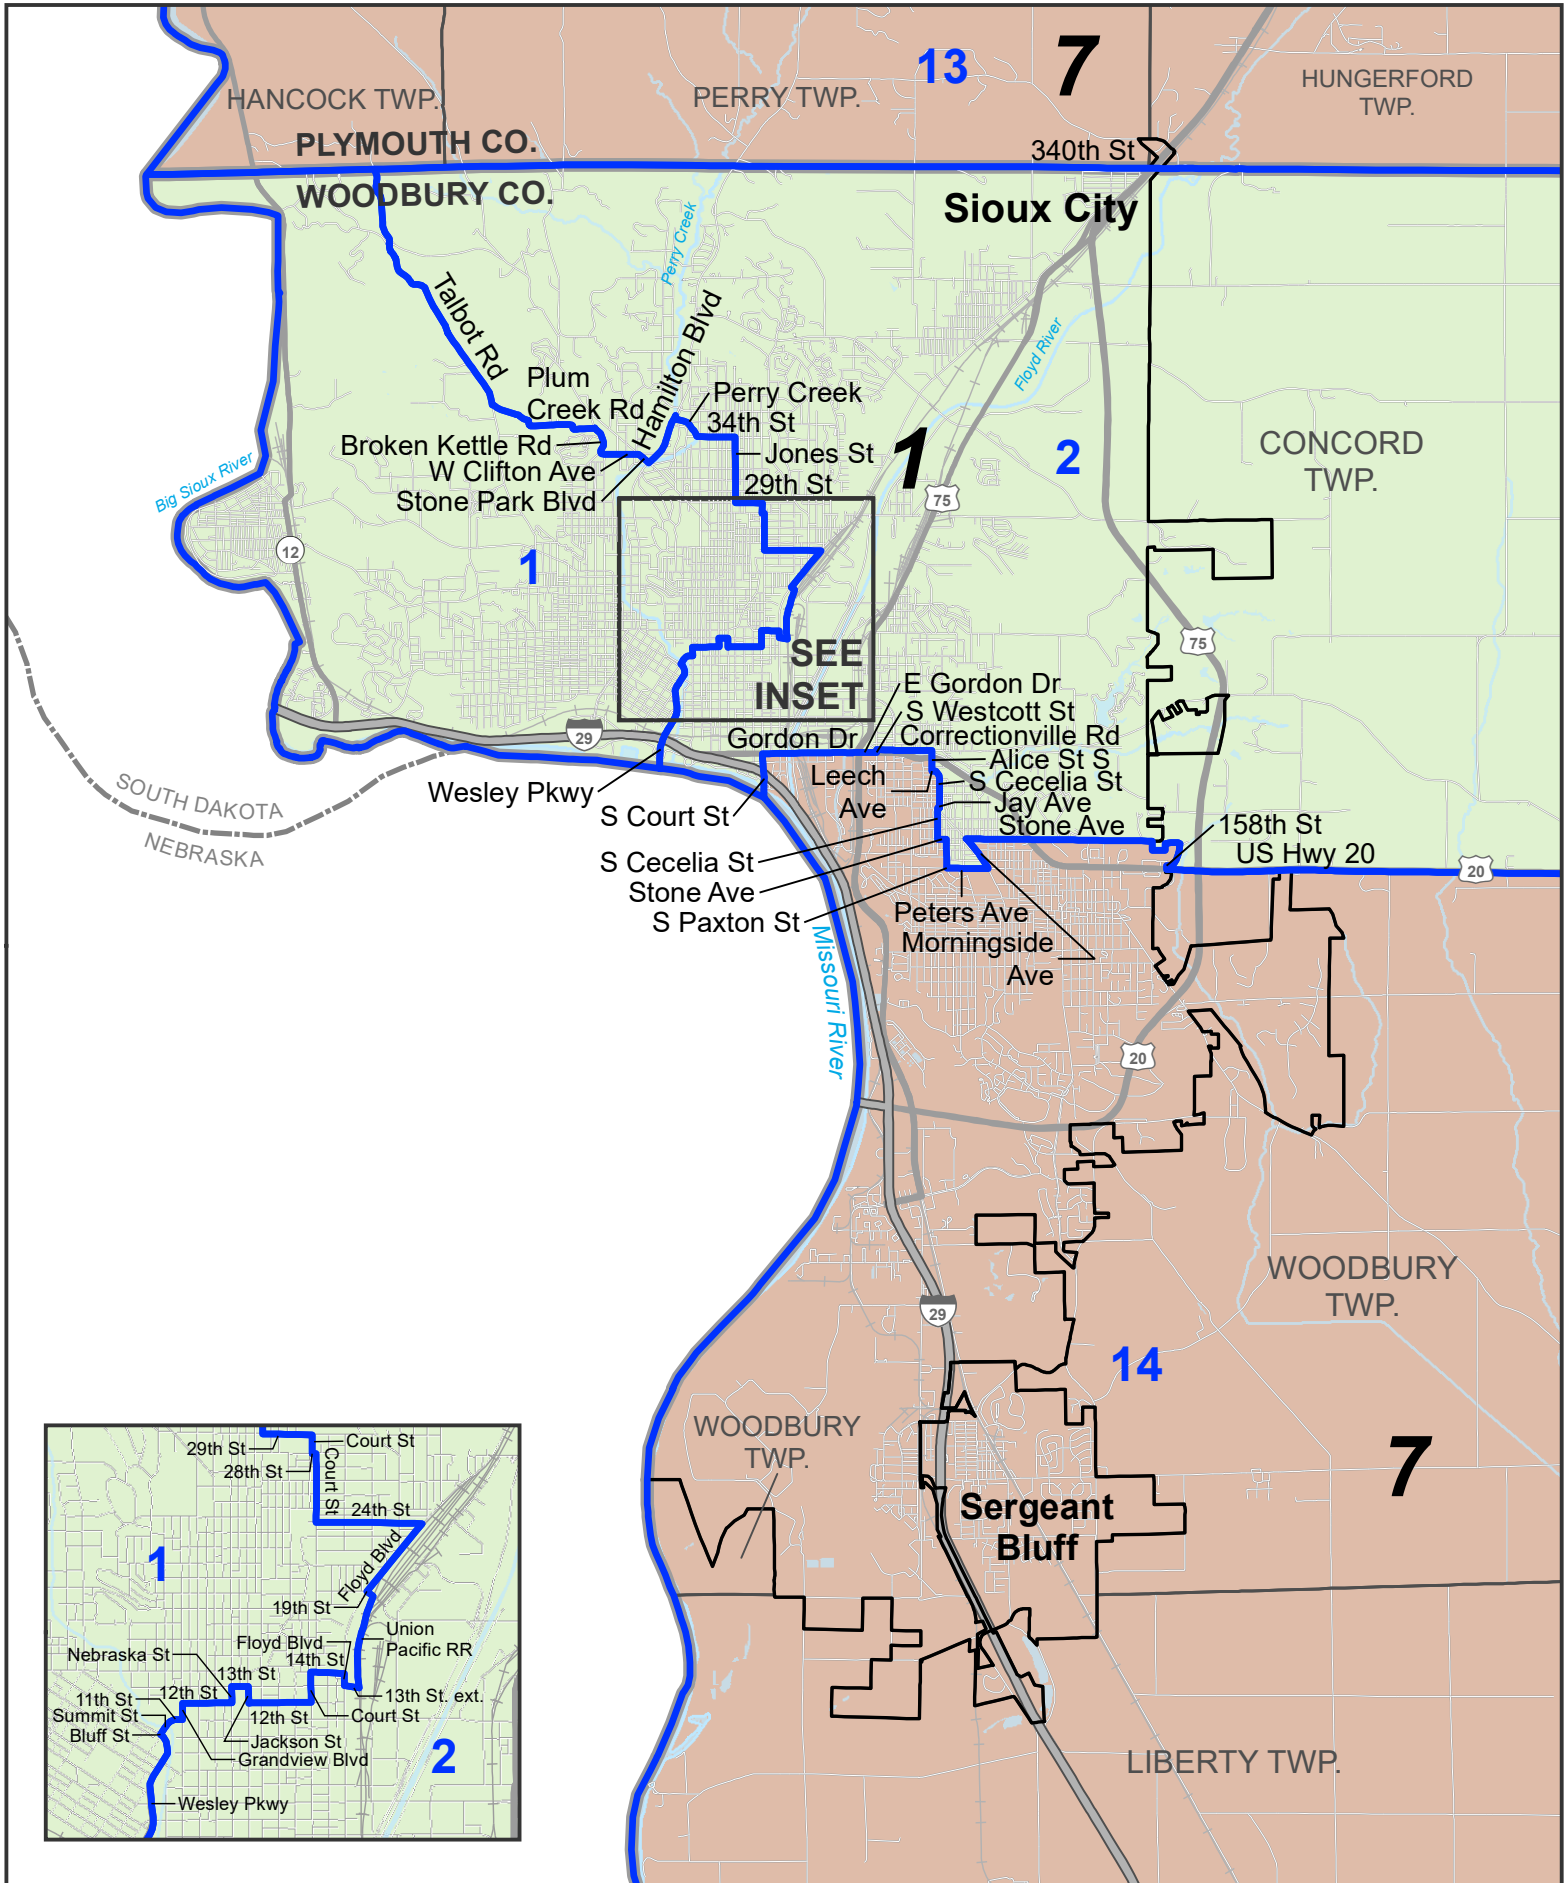 13
7
HANCOCK TWP.
PERRY TWP.
HUNGERFORD
TWP.
PLYMOUTH CO.
340th St
WOODBURY CO.
Sioux City
Perry Creek
Talbot Rd
Hamilton Blvd
Floyd River
Plum
Creek Rd
Perry Creek
34th St
Broken Kettle Rd
W Clifton Ave
Stone Park Blvd
Jones St
29th St
1
2
CONCORD
TWP.
Big Sioux River
75
12
1
75
SEE
INSET
E Gordon Dr
S Westcott St
Correctionville Rd
Gordon Dr
29
Alice St S
S Cecelia St
Leech
Ave
Jay Ave
Stone Ave
Wesley Pkwy
S Court St
158th St
US Hwy 20
20
SOUTH DAKOTA
NEBRASKA
S Cecelia St
Stone Ave
S Paxton St
Peters Ave
Morningside
Ave
Missouri River
20
WOODBURY
TWP.
29
14
WOODBURY
TWP.
7
Sergeant
Bluff
LIBERTY TWP.
29th St
Court St
28th St
Court St
24th St
1
Floyd Blvd
19th St
Union
Pacific RR
Floyd Blvd
14th St
Nebraska St
13th St
12th St
13th St. ext.
11th St
Summit St
Bluff St
12th St
Court St
Jackson St
Grandview Blvd
2
Wesley Pkwy